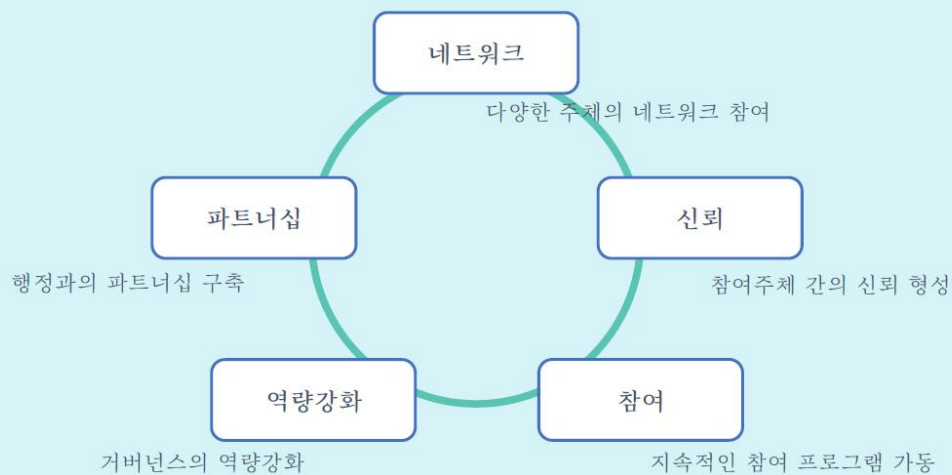 네트워크
다양한 주체의 네트워크 참여
파트너십
신뢰
행정과의 파트너십 구축
참여주체 간의 신뢰 형성
역량강화
참여
거버넌스의 역량강화
지속적인 참여 프로그램 가동